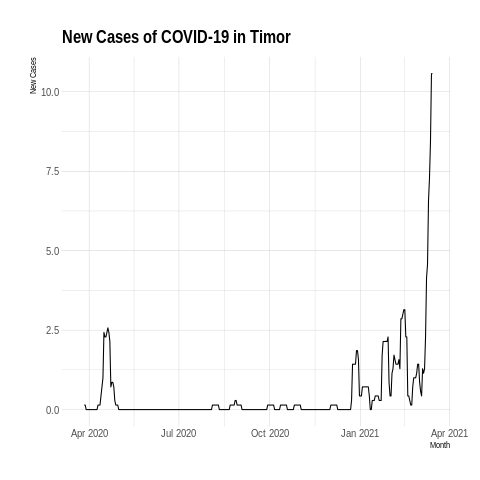 New Cases of COVID-19 in Timor
New Cases
10.0
7.5
5.0
2.5
0.0
Apr 2020
Jul 2020
Oct 2020
Jan 2021
Apr 2021
Month